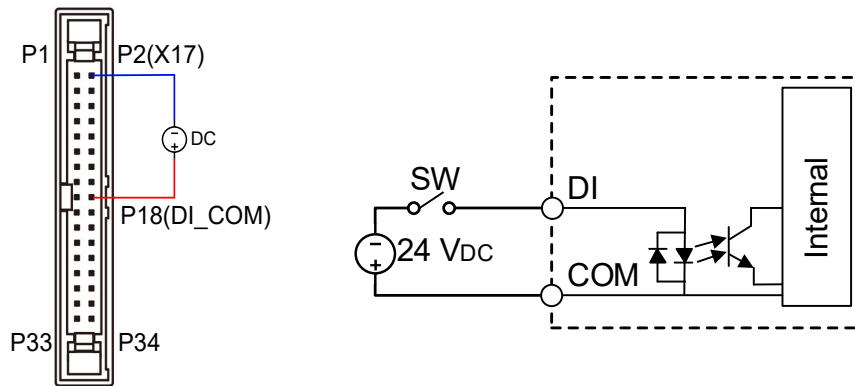 P1
P2(X17)
−
+
DC
P18(DI_COM)
P33
P34
SW
−
+
24 VDC
DI
COM
Internal